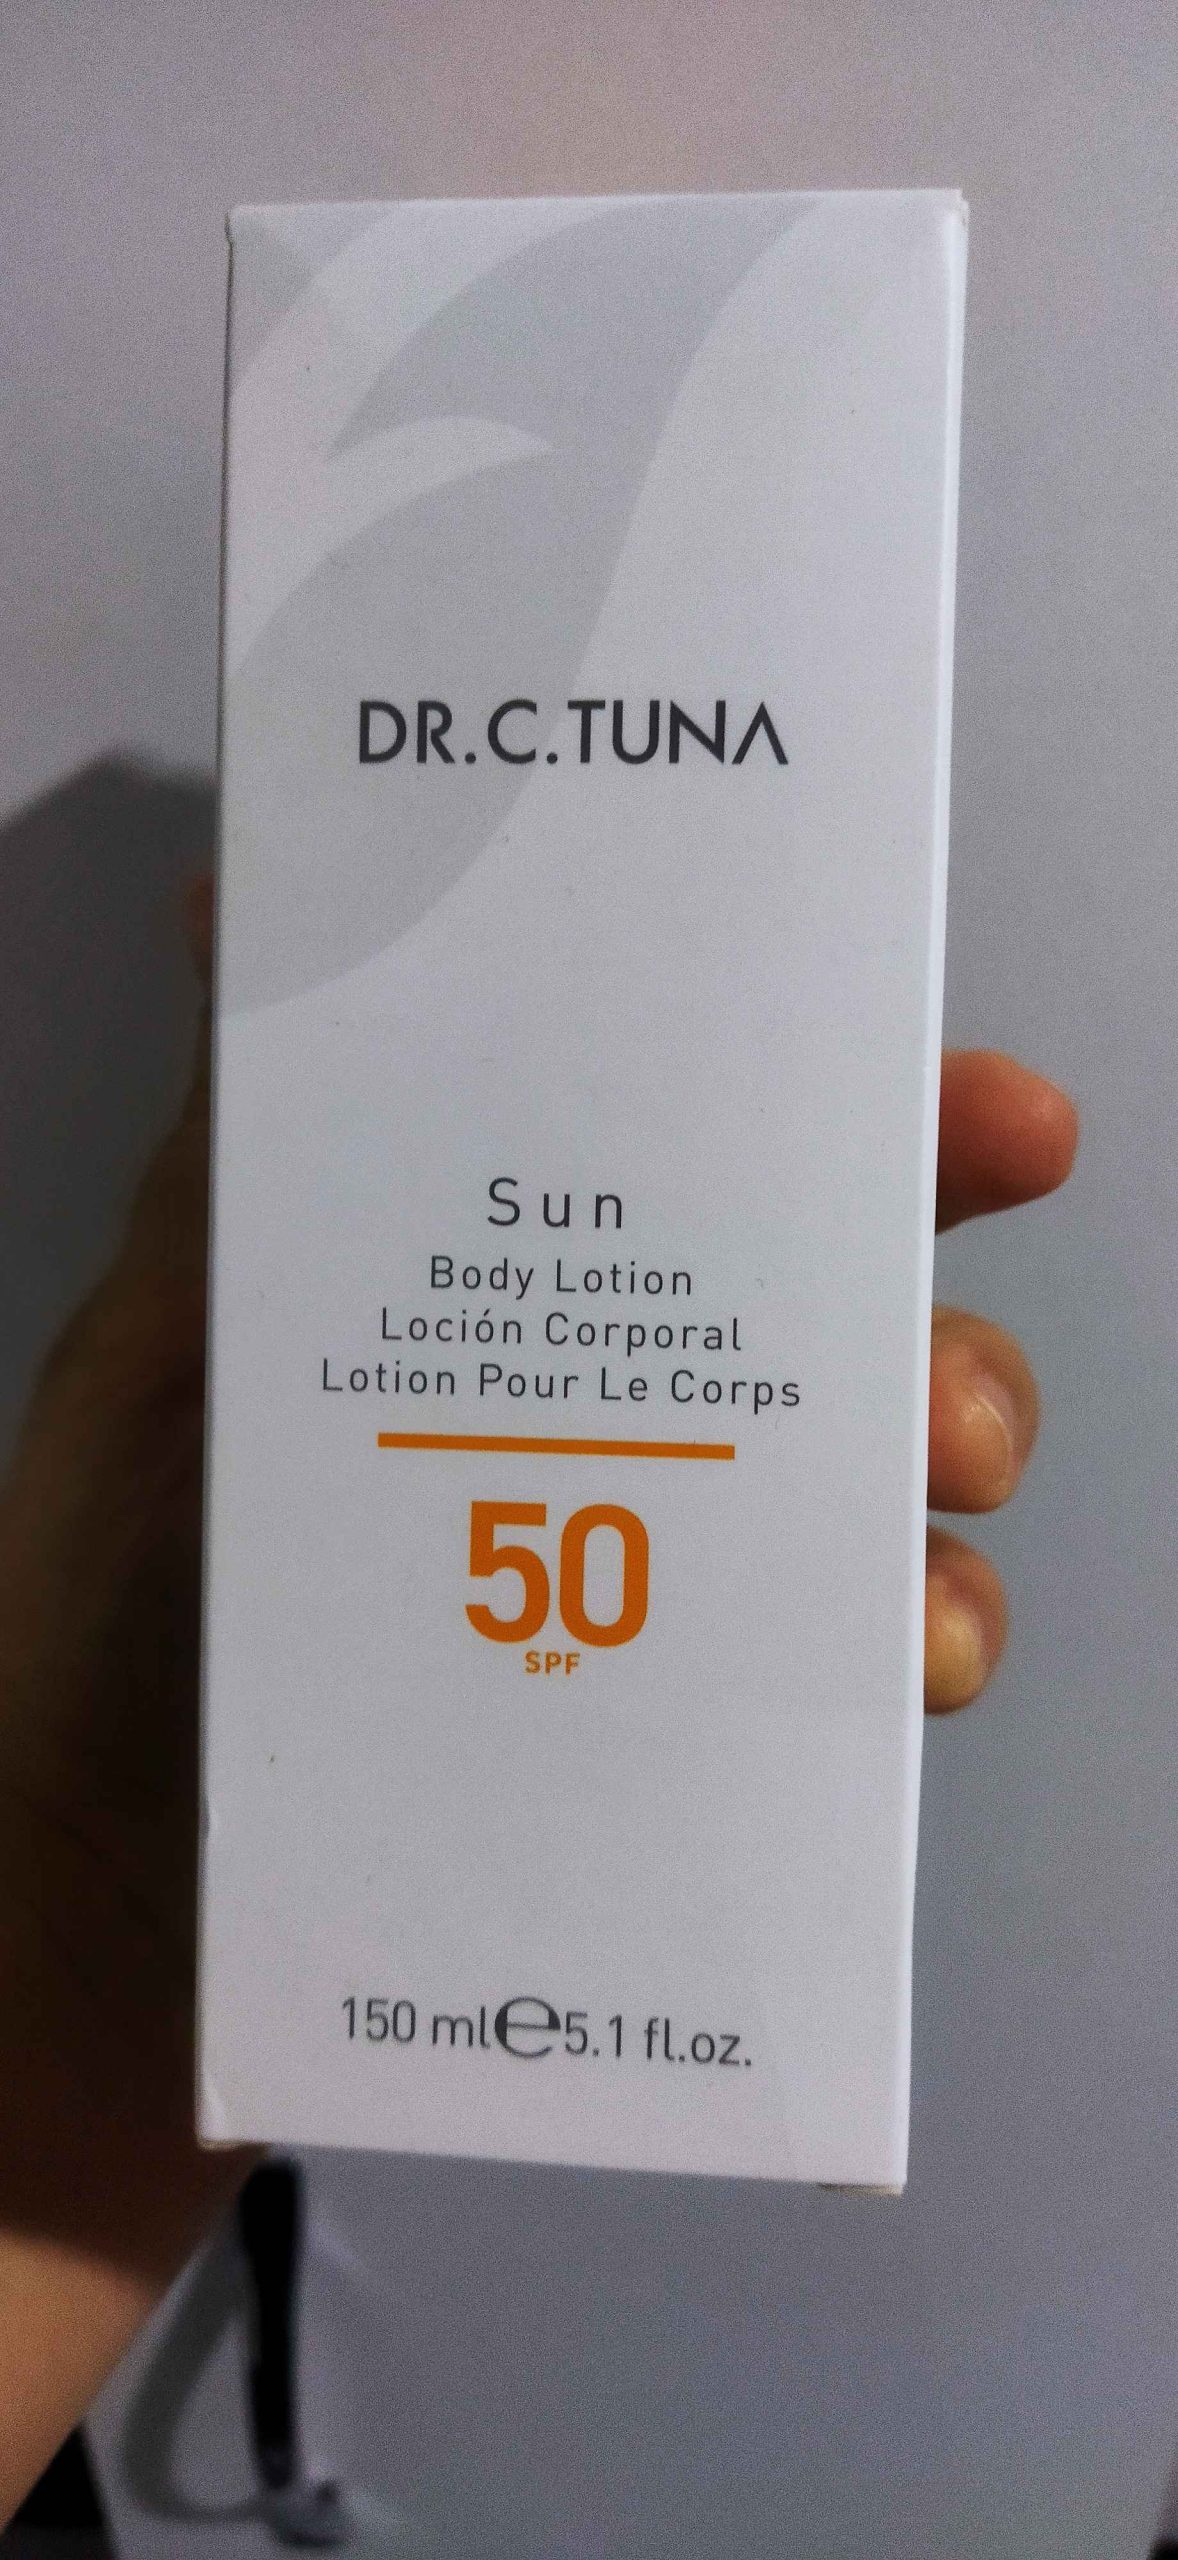 DR.C.TUNA
Sun
Body Lotion
Loción Corporal
Lotion Pour Le Corps
50
SPF
150 ml e 5.1 fl.oz.